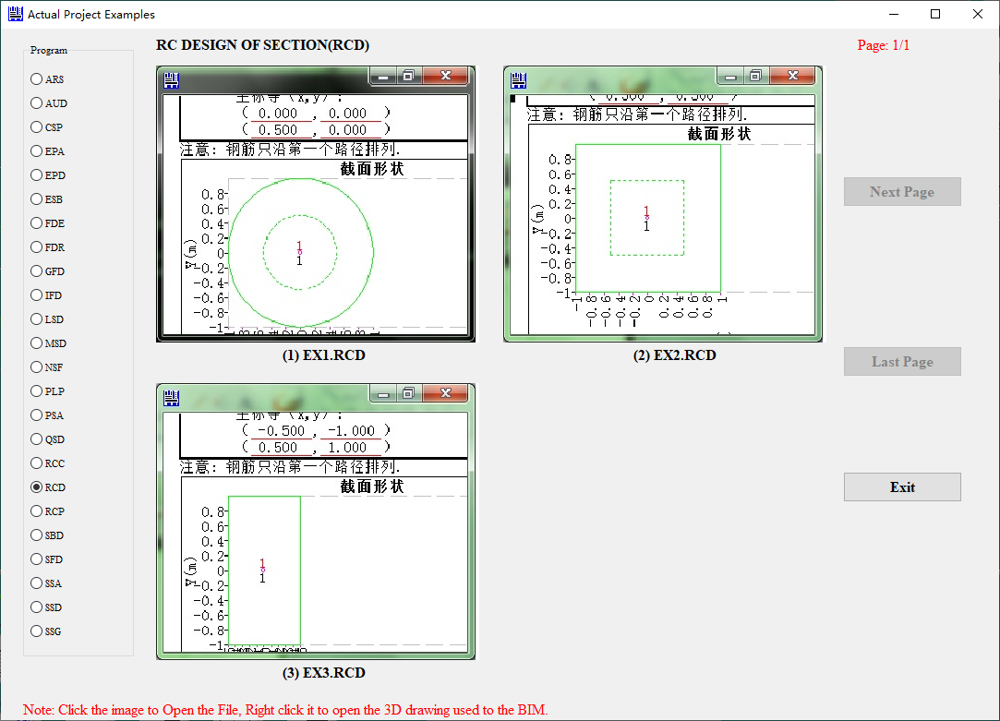 Actual Project Examples
Program
ARS
AUD
CSP
EPA
EPD
ESB
FDE
FDR
GFD
IFD
LSD
MSD
NSF
PLP
PSA
QSD
RCC
RCD
RCP
SBD
SFD
SSA
SSD
SSG
RC DESIGN OF SECTION(RCD)
Page: 1/1
( 0.000 , 0.000 )
( 0.500 , 0.000 )
注意: 钢筋只沿第一个路径排列.
截面形状
0.8
0.6
0.4
0.2
0
-0.2
-0.4
-0.6
-0.8
-1
Y(m)
1
1
(1) EX1.RCD
( 0.500 , 0.500 )
注意: 钢筋只沿第一个路径排列.
截面形状
0.8
0.6
0.4
0.2
0
-0.2
-0.4
-0.6
-0.8
-1
Y(m)
1
1
-1 -0.8 -0.6 -0.4 -0.2 0 0.2 0.4 0.6 0.8 1
(2) EX2.RCD
( -0.500 , -1.000 )
( 0.500 , 1.000 )
注意: 钢筋只沿第一个路径排列.
截面形状
0.8
0.6
0.4
0.2
0
-0.2
-0.4
-0.6
-0.8
-1
Y(m)
1
1
(3) EX3.RCD
Next Page
Last Page
Exit
Note: Click the image to Open the File, Right click it to open the 3D drawing used to the BIM.